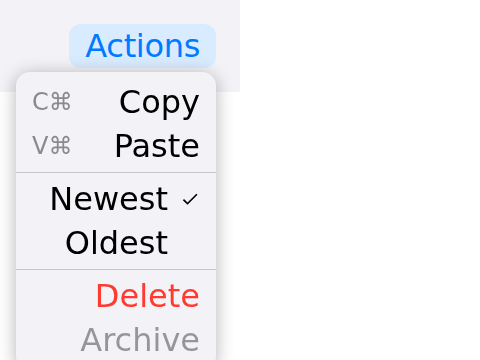 Actions
Copy C⌘
Paste V⌘
Newest ✓
Oldest
Delete
Archive